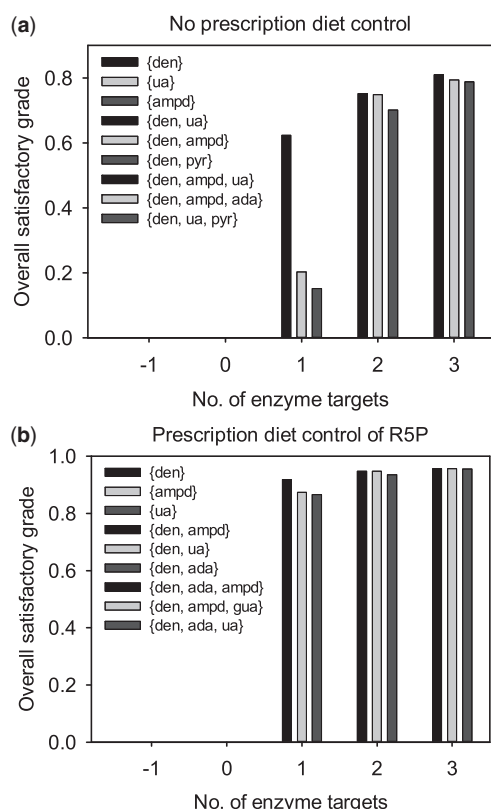 (a) No prescription diet control
Overall satisfactory grade
0.8
0.6
0.4
0.2
0.0
{den}
{ua}
{ampd}
{den, ua}
{den, ampd}
{den, pyr}
{den, ampd, ua}
{den, ampd, ada}
{den, ua, pyr}
-1 0 1 2 3
No. of enzyme targets
(b) Prescription diet control of R5P
Overall satisfactory grade
1.0
0.8
0.6
0.4
0.2
0.0
{den}
{ampd}
{ua}
{den, ampd}
{den, ua}
{den, ada}
{den, ada, ampd}
{den, ampd, gua}
{den, ada, ua}
-1 0 1 2 3
No. of enzyme targets